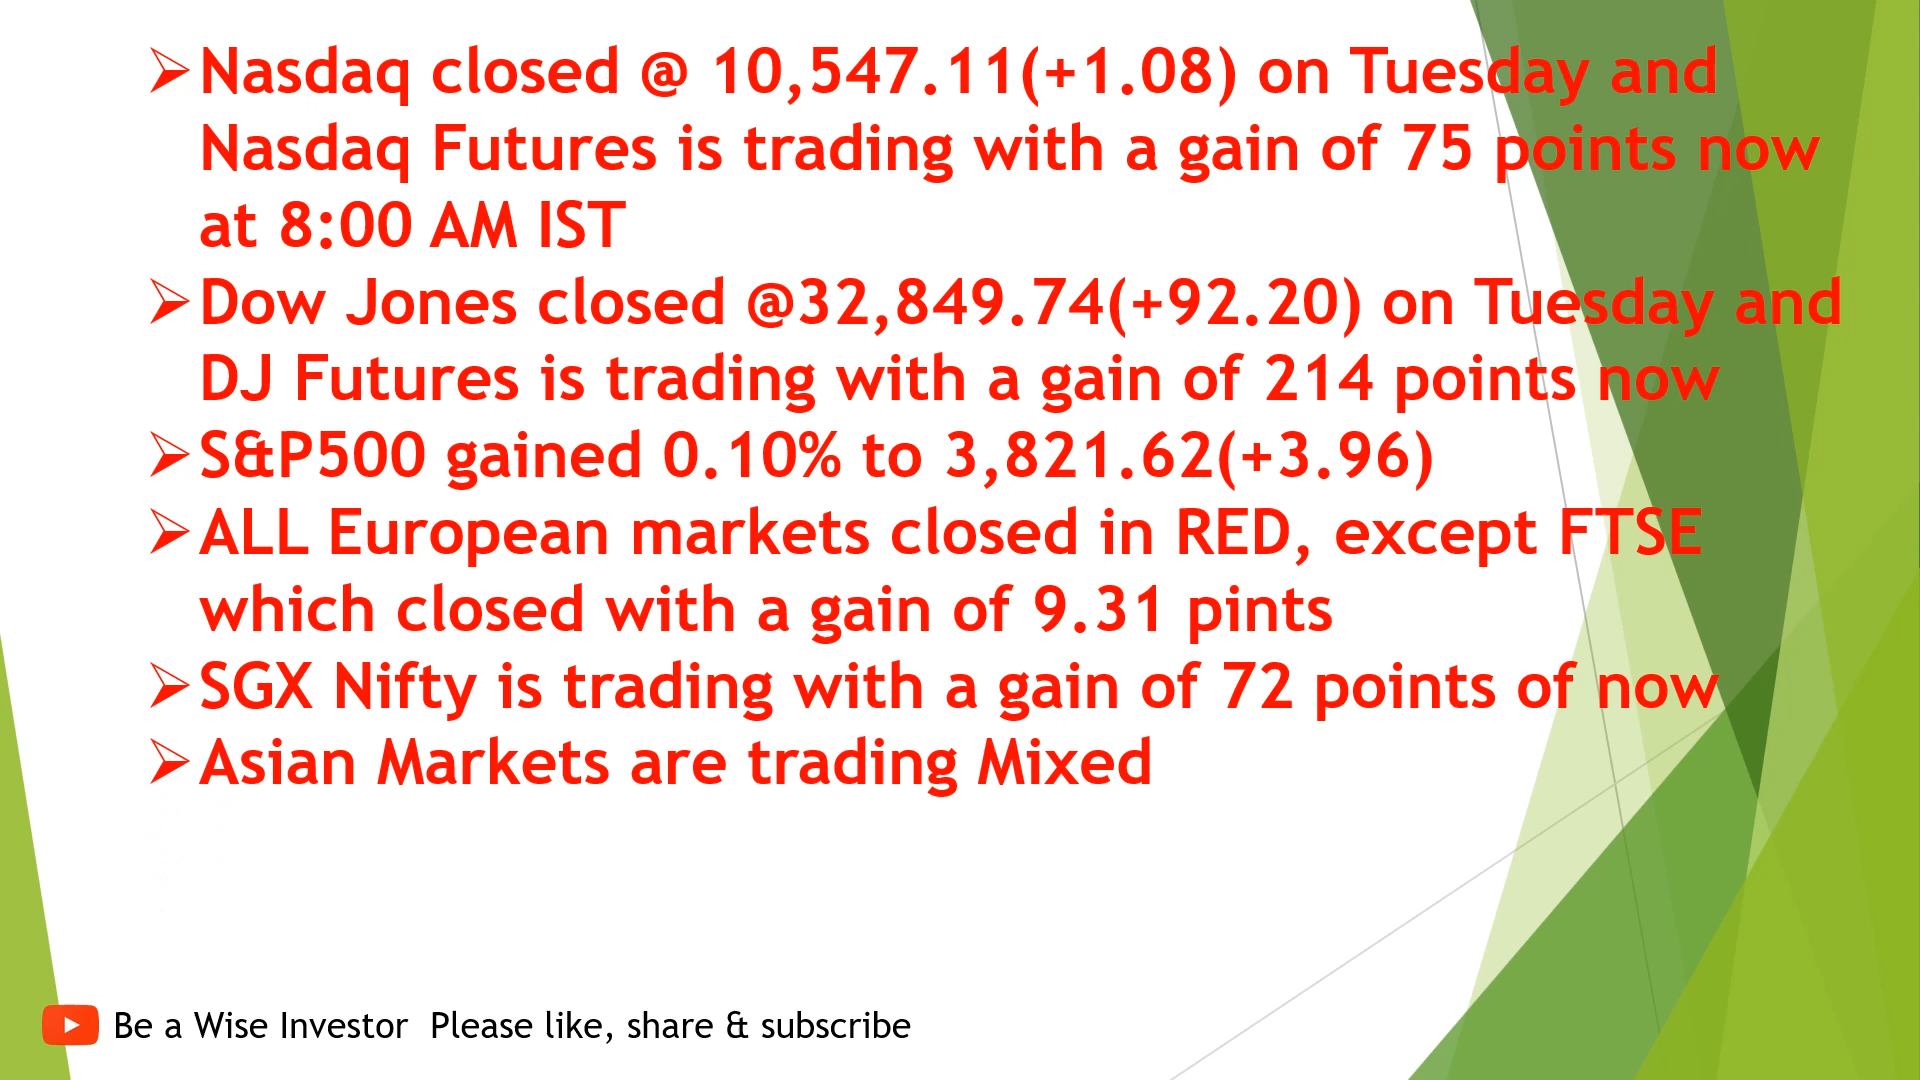 Nasdaq closed @ 10,547.11(+1.08) on Tuesday and
Nasdaq Futures is trading with a gain of 75 points now
at 8:00 AM IST
Dow Jones closed @32,849.74(+92.20) on Tuesday and
DJ Futures is trading with a gain of 214 points now
S&P500 gained 0.10% to 3,821.62(+3.96)
ALL European markets closed in RED, except FTSE
which closed with a gain of 9.31 pints
SGX Nifty is trading with a gain of 72 points of now
Asian Markets are trading Mixed
Be a Wise Investor Please like, share & subscribe